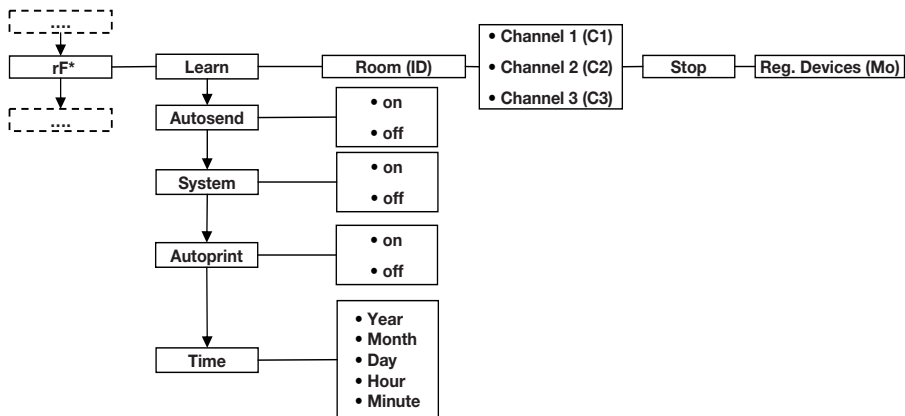 ....
rF*
....
Learn
Room (ID)
• Channel 1 (C1)
• Channel 2 (C2)
• Channel 3 (C3)
Stop
Reg. Devices (Mo)
Autosend
• on
• off
System
• on
• off
Autoprint
• on
• off
Time
• Year
• Month
• Day
• Hour
• Minute